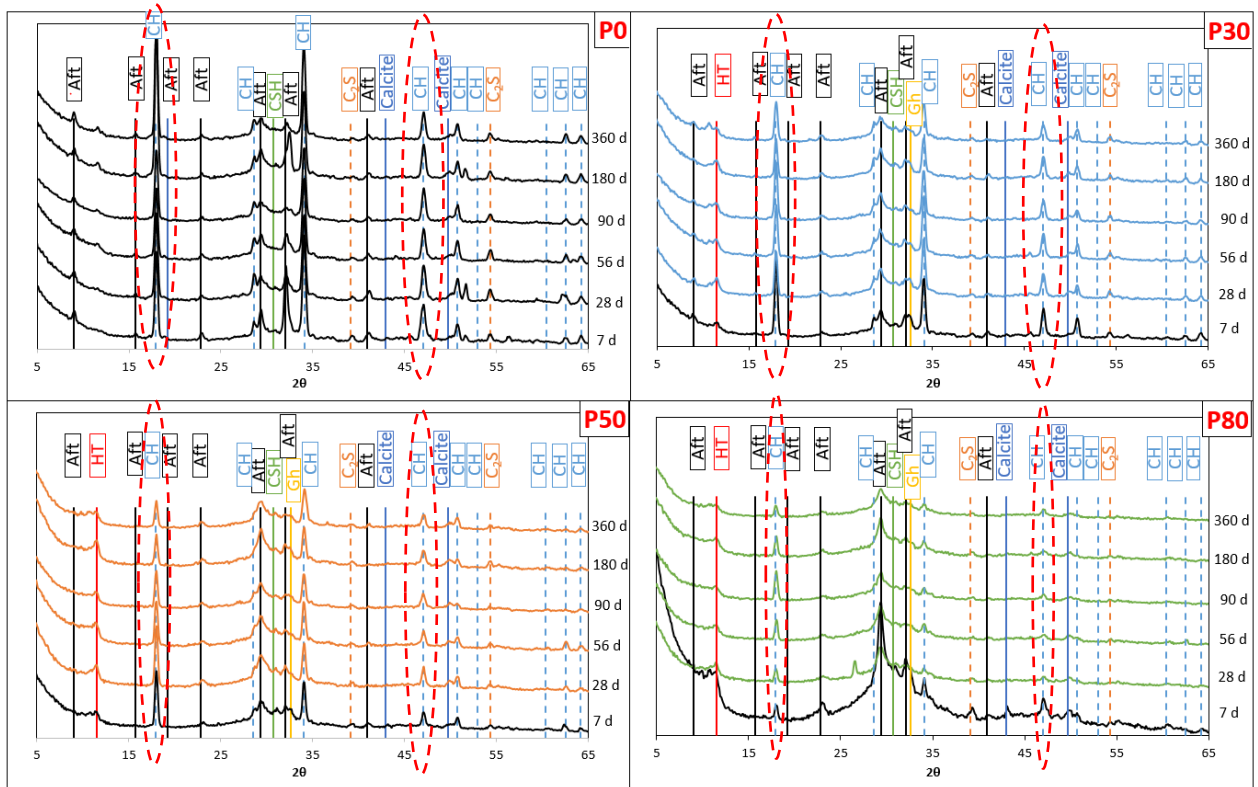 P0
CH
CH
Aft
Aft
Aft
Aft
CH
Aft
CSH
Aft
C₂S
Aft
Calcite
CH
Calcite
CH
CH
C₂S
CH
CH
CH
360 d
180 d
90 d
56 d
28 d
7 d
5 15 25 35 45 55 65
2θ
P30
Aft
HT
Aft
CH
Aft
Aft
CH
Aft
CSH
Aft
Gh
CH
C₂S
Aft
Calcite
CH
Calcite
CH
CH
C₂S
CH
CH
CH
360 d
180 d
90 d
56 d
28 d
7 d
5 15 25 35 45 55 65
2θ
P50
Aft
HT
Aft
CH
Aft
Aft
CH
Aft
CSH
Aft
Gh
CH
C₂S
Aft
Calcite
CH
Calcite
CH
CH
C₂S
CH
CH
CH
360 d
180 d
90 d
56 d
28 d
7 d
5 15 25 35 45 55 65
2θ
P80
Aft
HT
Aft
CH
Aft
Aft
CH
Aft
CSH
Aft
Gh
CH
C₂S
Aft
Calcite
CH
Calcite
CH
CH
C₂S
CH
CH
CH
360 d
180 d
90 d
56 d
28 d
7 d
5 15 25 35 45 55 65
2θ